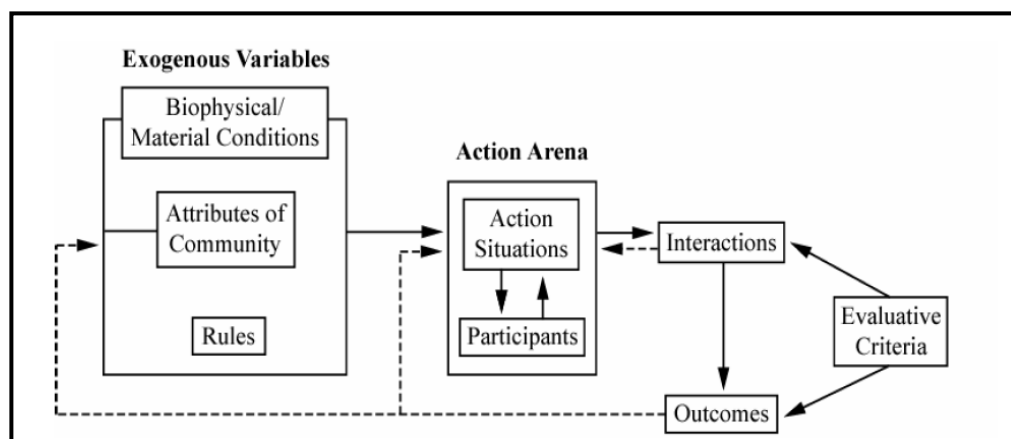 Exogenous Variables
Biophysical/
Material Conditions
Attributes of
Community
Rules
Action Arena
Action
Situations
Participants
Interactions
Outcomes
Evaluative
Criteria